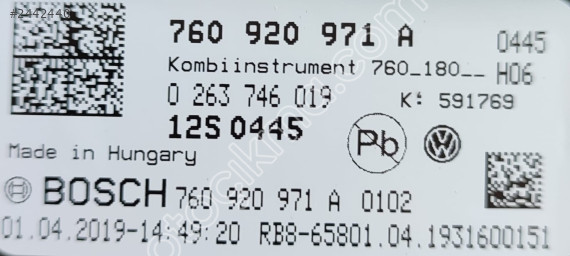 #2442440
760 920 971 A 0445
Kombiinstrument 760_180__ H06
0 263 746 019 K: 591769
12S 0445
Pb
Made in Hungary
BOSCH 760 920 971 A 0102
01.04.2019-14:49:20 RB8-65801.04.1931600151